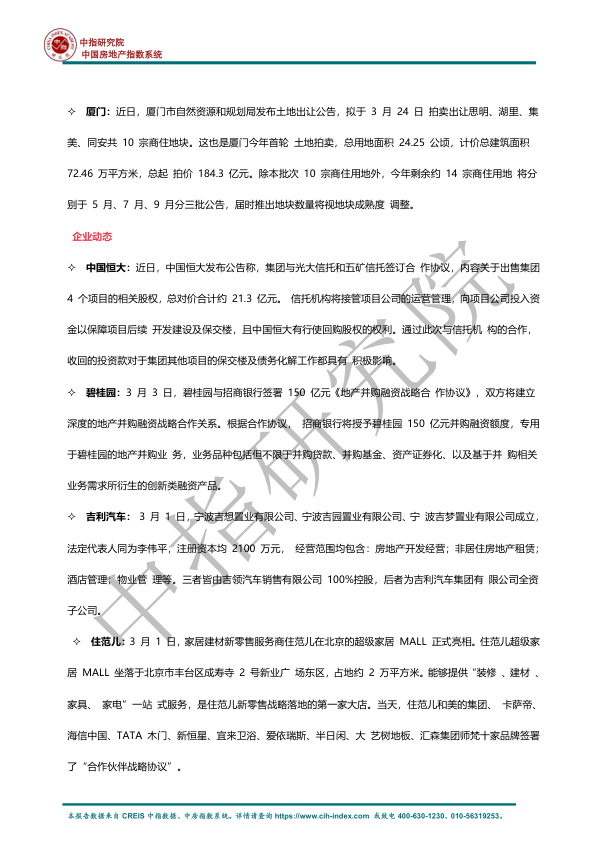 中指研究院
中国房地产指数系统
✧ 厦门：近日，厦门市自然资源和规划局发布土地出让公告，拟于 3 月 24 日 拍卖出让思明、湖里、集
美、同安共 10 宗商住地块。这也是厦门今年首轮 土地拍卖，总用地面积 24.25 公顷，计价总建筑面积
72.46 万平方米，总起 拍价 184.3 亿元。除本批次 10 宗商住用地外，今年剩余约 14 宗商住用地 将分
别于 5 月、7 月、9 月分三批公告，届时推出地块数量将视地块成熟度 调整。
企业动态
✧ 中国恒大：近日，中国恒大发布公告称，集团与光大信托和五矿信托签订合 作协议，内容关于出售集团
4 个项目的相关股权，总对价合计约 21.3 亿元。 信托机构将接管项目公司的运营管理，向项目公司投入资
金以保障项目后续 开发建设及保交楼，且中国恒大有行使回购股权的权利。通过此次与信托机 构的合作，
收回的投资款对于集团其他项目的保交楼及债务化解工作都具有 积极影响。
✧ 碧桂园：3 月 3 日，碧桂园与招商银行签署 150 亿元《地产并购融资战略合 作协议》，双方将建立
深度的地产并购融资战略合作关系。根据合作协议， 招商银行将授予碧桂园 150 亿元并购融资额度，专用
于碧桂园的地产并购业 务，业务品种包括但不限于并购贷款、并购基金、资产证券化、以及基于并 购相关
业务需求所衍生的创新类融资产品。
✧ 吉利汽车： 3 月 1 日，宁波吉想置业有限公司、宁波吉园置业有限公司、宁 波吉梦置业有限公司成立，
法定代表人同为李伟平，注册资本均 2100 万元， 经营范围均包含：房地产开发经营；非居住房地产租赁；
酒店管理；物业管 理等。三者皆由吉领汽车销售有限公司 100%控股，后者为吉利汽车集团有 限公司全资
子公司。
✧ 住范儿：3 月 1 日，家居建材新零售服务商住范儿在北京的超级家居 MALL 正式亮相。住范儿超级家
居 MALL 坐落于北京市丰台区成寿寺 2 号新业广 场东区，占地约 2 万平方米。能够提供“装修 、建材 、
家具、 家电”一站 式服务，是住范儿新零售战略落地的第一家大店。当天，住范儿和美的集团、 卡萨帝、
海信中国、TATA 木门、新恒星、宜来卫浴、爱依瑞斯、半日闲、大 艺树地板、汇森集团师梵十家品牌签署
了“合作伙伴战略协议”。
中指研究院
本报告数据来自 CREIS 中指数据、中房指数系统。详情请查询 https://www.cih-index.com 或致电 400-630-1230、010-56319253。